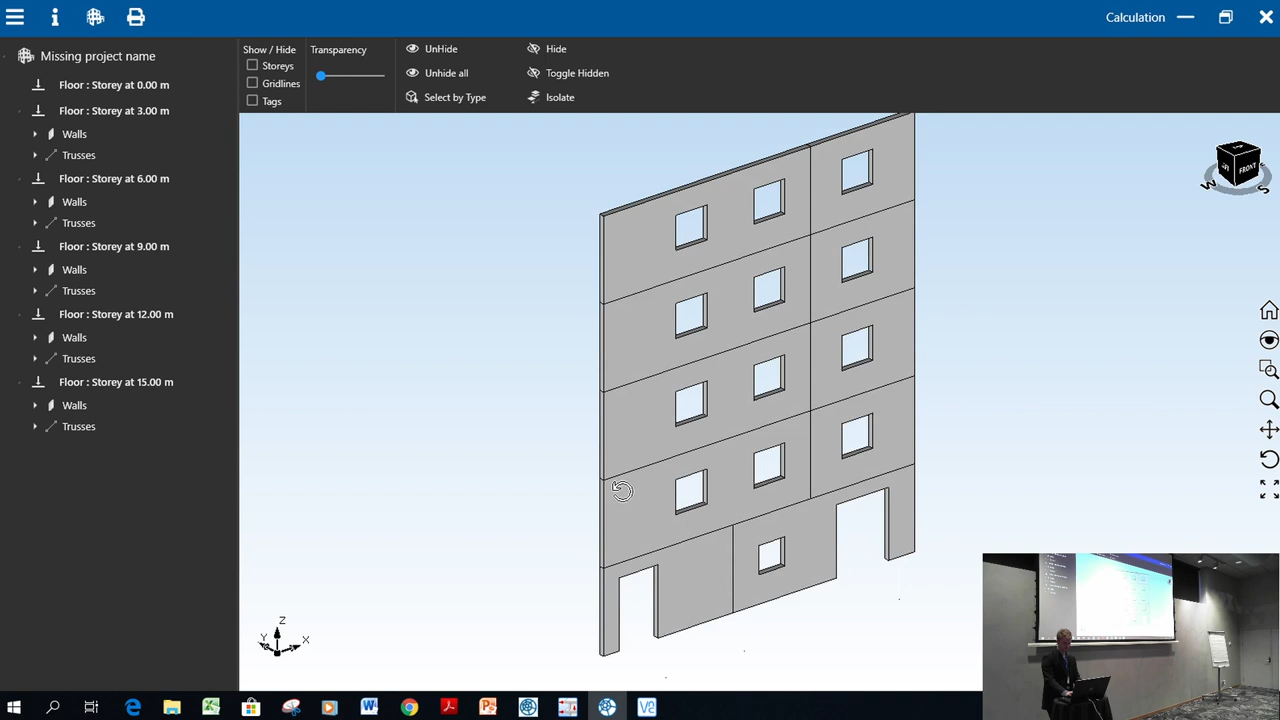 Calculation
Missing project name
Floor : Storey at 0.00 m
Floor : Storey at 3.00 m
Walls
Trusses
Floor : Storey at 6.00 m
Walls
Trusses
Floor : Storey at 9.00 m
Walls
Trusses
Floor : Storey at 12.00 m
Walls
Trusses
Floor : Storey at 15.00 m
Walls
Trusses
Show / Hide
Storeys
Gridlines
Tags
Transparency
UnHide
Unhide all
Select by Type
Hide
Toggle Hidden
Isolate
FRONT
W
S
Z
Y
X